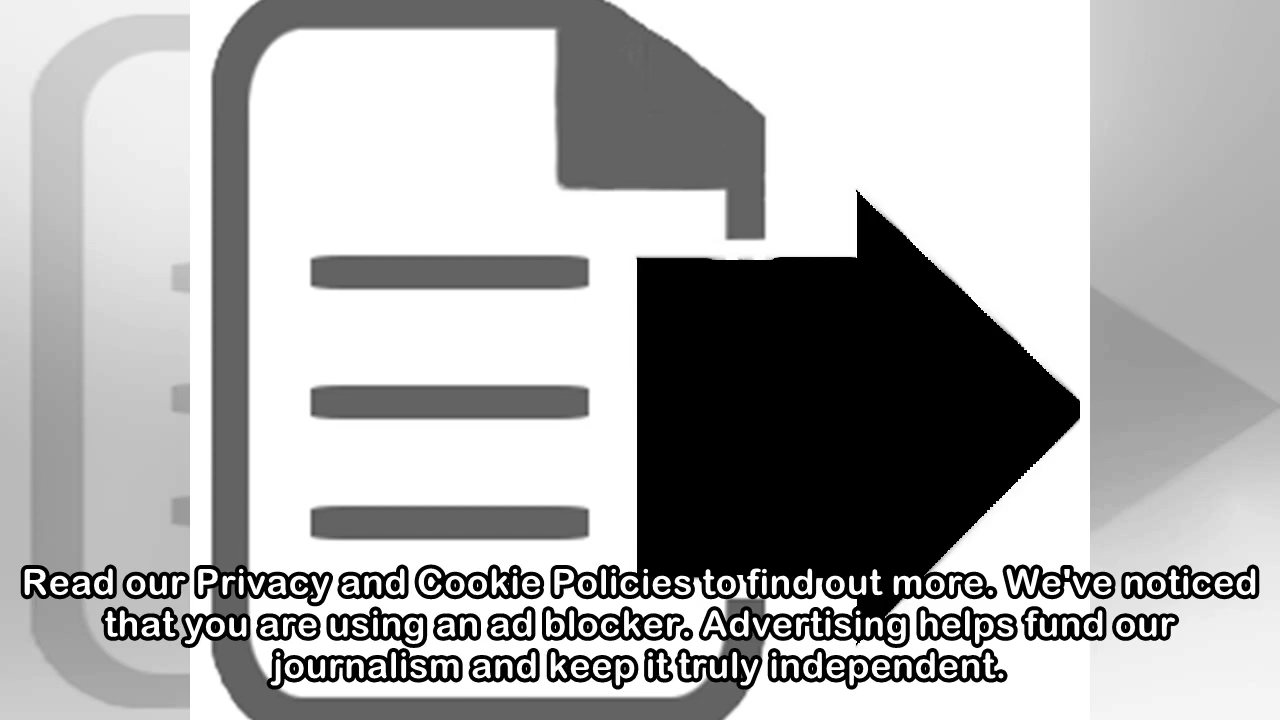 Read our Privacy and Cookie Policies to find out more. We've noticed
that you are using an ad blocker. Advertising helps fund our
journalism and keep it truly independent.